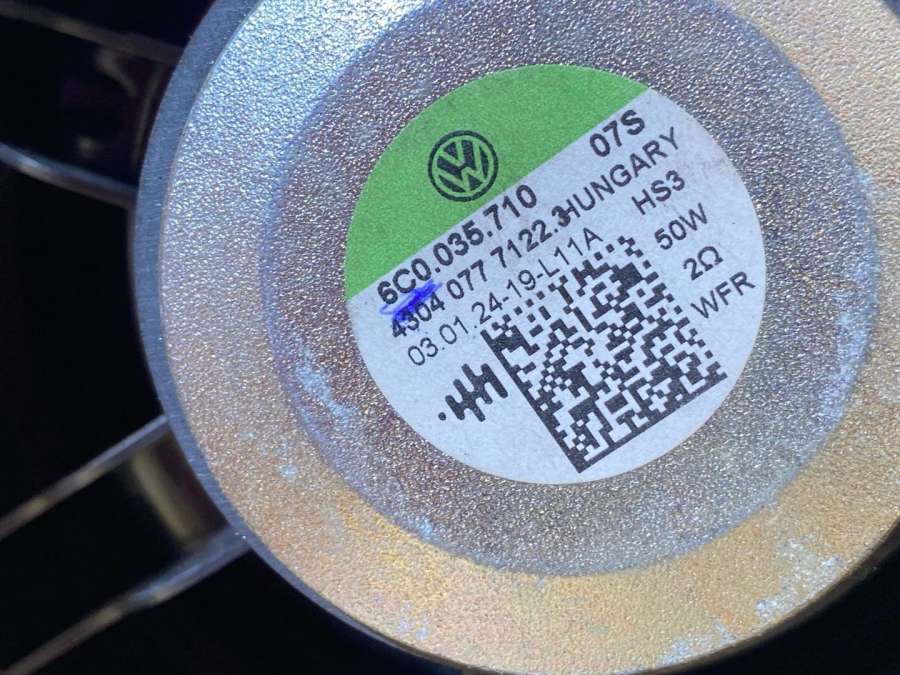 07S
6C0.035.710 HUNGARY
4304 077 7122.3 HS3
03.01.24-19-L11A 50W
2Ω
WFR